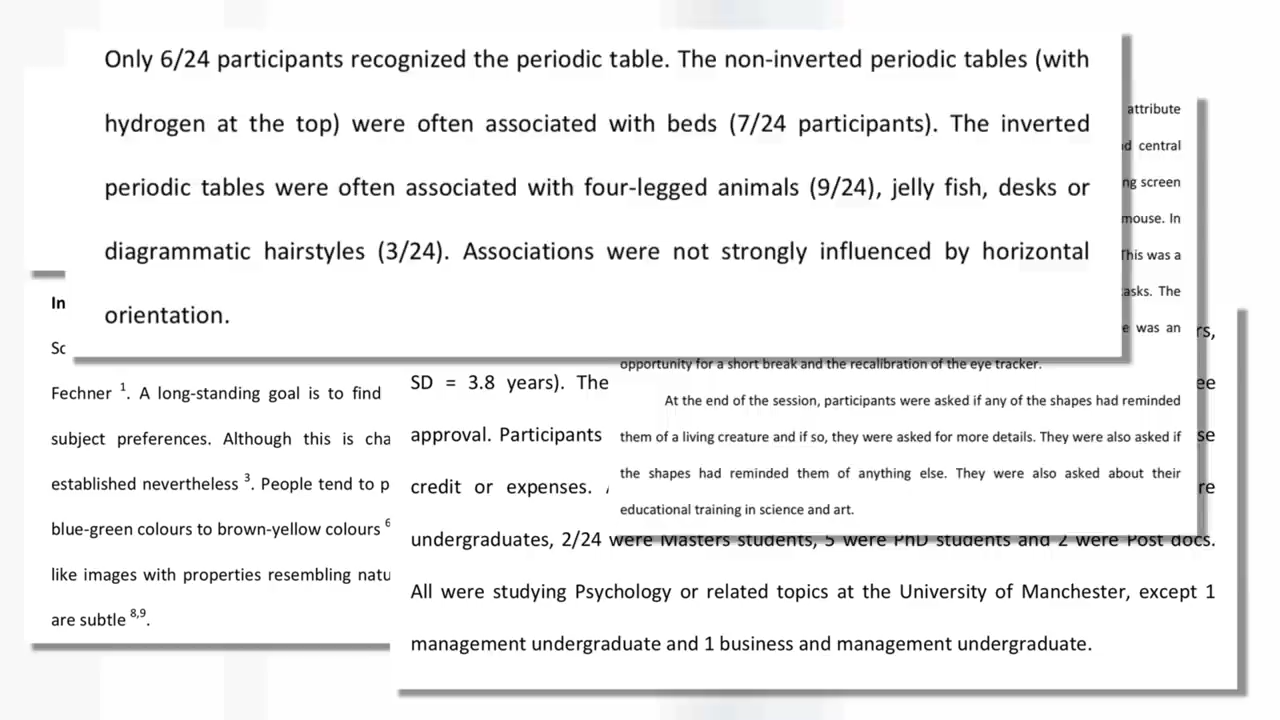 Only 6/24 participants recognized the periodic table. The non-inverted periodic tables (with
hydrogen at the top) were often associated with beds (7/24 participants). The inverted
periodic tables were often associated with four-legged animals (9/24), jelly fish, desks or
diagrammatic hairstyles (3/24). Associations were not strongly influenced by horizontal
orientation.
attribute
central
screen
mouse. In
This was a
tasks. The
was an
opportunity for a short break and the recalibration of the eye tracker.
At the end of the session, participants were asked if any of the shapes had reminded
them of a living creature and if so, they were asked for more details. They were also asked if
the shapes had reminded them of anything else. They were also asked about their
educational training in science and art.
In
Sc
Fechner 1. A long-standing goal is to find
subject preferences. Although this is cha
established nevertheless 3. People tend to p
blue-green colours to brown-yellow colours 6
like images with properties resembling natu
are subtle 8,9.
SD = 3.8 years). The
approval. Participants
credit or expenses.
undergraduates, 2/24 were Masters students, 5 were PhD students and 2 were Post docs.
All were studying Psychology or related topics at the University of Manchester, except 1
management undergraduate and 1 business and management undergraduate.